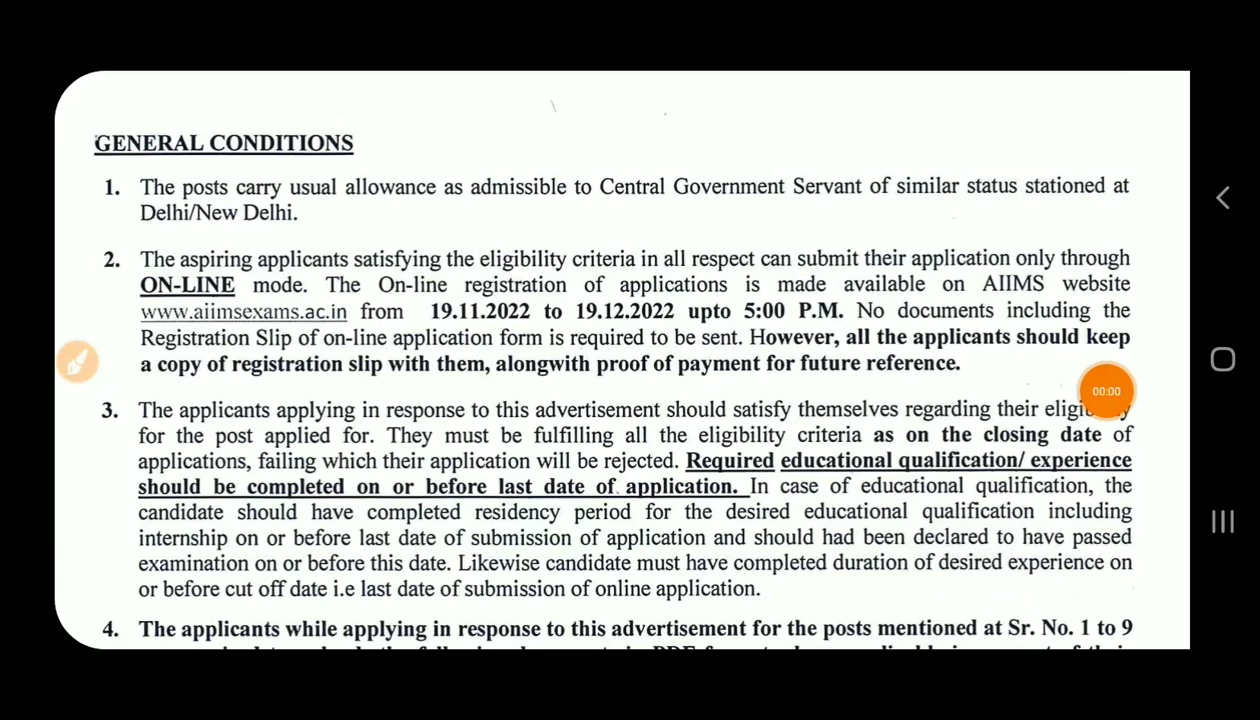 GENERAL CONDITIONS
1. The posts carry usual allowance as admissible to Central Government Servant of similar status stationed at
Delhi/New Delhi.
2. The aspiring applicants satisfying the eligibility criteria in all respect can submit their application only through
ON-LINE mode. The On-line registration of applications is made available on AIIMS website
www.aiimsexams.ac.in from 19.11.2022 to 19.12.2022 upto 5:00 P.M. No documents including the
Registration Slip of on-line application form is required to be sent. However, all the applicants should keep
a copy of registration slip with them, alongwith proof of payment for future reference.
00:00
3. The applicants applying in response to this advertisement should satisfy themselves regarding their
for the post applied for. They must be fulfilling all the eligibility criteria as on the closing date of
applications, failing which their application will be rejected. Required educational qualification/ experience
should be completed on or before last date of application. In case of educational qualification, the
candidate should have completed residency period for the desired educational qualification including
internship on or before last date of submission of application and should had been declared to have passed
examination on or before this date. Likewise candidate must have completed duration of desired experience on
or before cut off date i.e last date of submission of online application.
4. The applicants while applying in response to this advertisement for the posts mentioned at Sr. No. 1 to 9